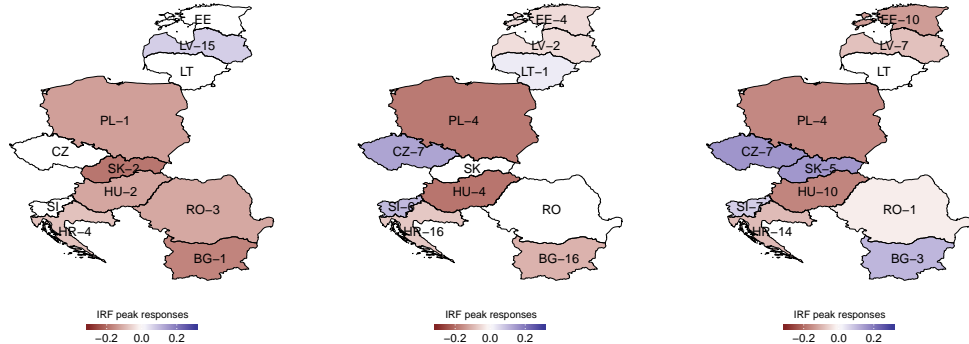 EE
LV−15
LT
PL−1
CZ
SK−2
HU−2
SI
RO−3
HR−4
BG−1
IRF peak responses
−0.2 0.0 0.2
EE−4
LV−2
LT−1
PL−4
CZ−7
SK
HU−4
SI−6
RO
HR−16
BG−16
IRF peak responses
−0.2 0.0 0.2
EE−10
LV−7
LT
PL−4
CZ−7
SK−5
HU−10
RO−1
HR−14
BG−3
IRF peak responses
−0.2 0.0 0.2